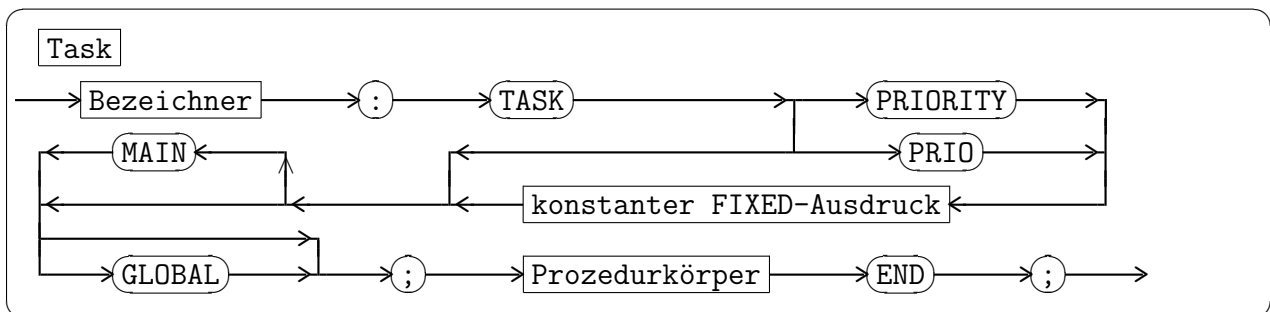 Task
Bezeichner : TASK PRIORITY
MAIN PRIO
konstanter FIXED-Ausdruck
GLOBAL ; Prozedurkörper END ;